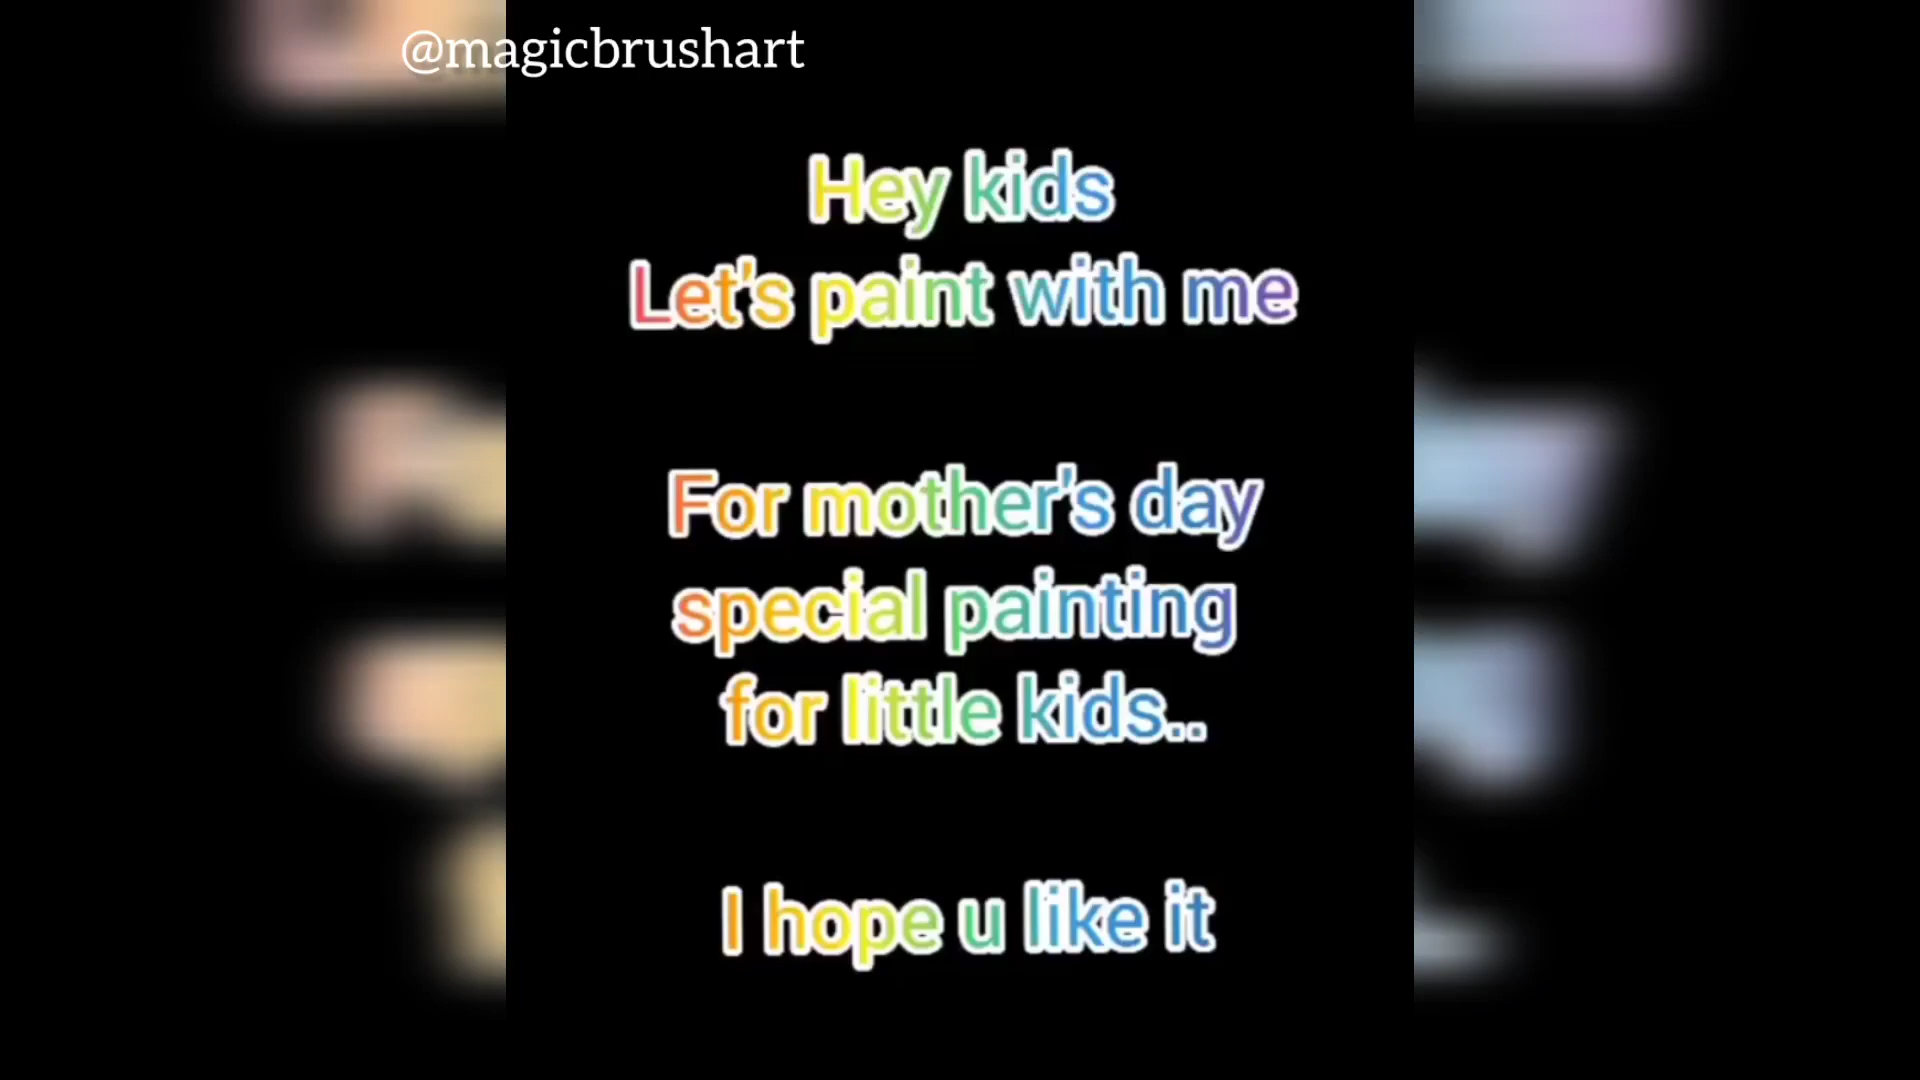 @magicbrushart
Hey kids
Let's paint with me
For mother's day
special painting
for little kids..
I hope u like it